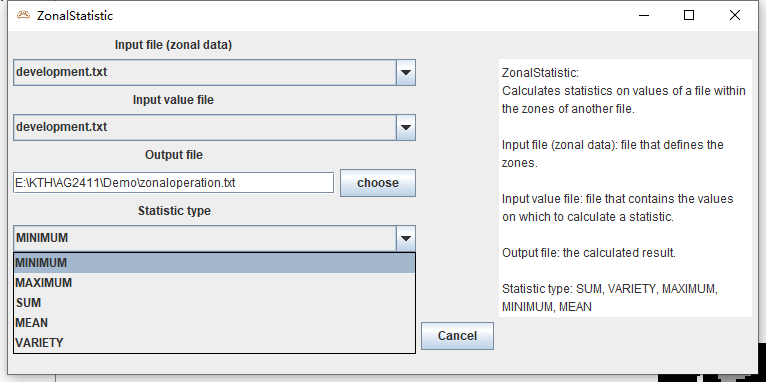 ZonalStatistic
Input file (zonal data)
development.txt
Input value file
development.txt
Output file
E:\KTH\AG2411\Demo\zonaloperation.txt
choose
Statistic type
MINIMUM
MINIMUM
MAXIMUM
SUM
MEAN
VARIETY
Cancel
ZonalStatistic:
Calculates statistics on values of a file within
the zones of another file.
Input file (zonal data): file that defines the
zones.
Input value file: file that contains the values
on which to calculate a statistic.
Output file: the calculated result.
Statistic type: SUM, VARIETY, MAXIMUM,
MINIMUM, MEAN